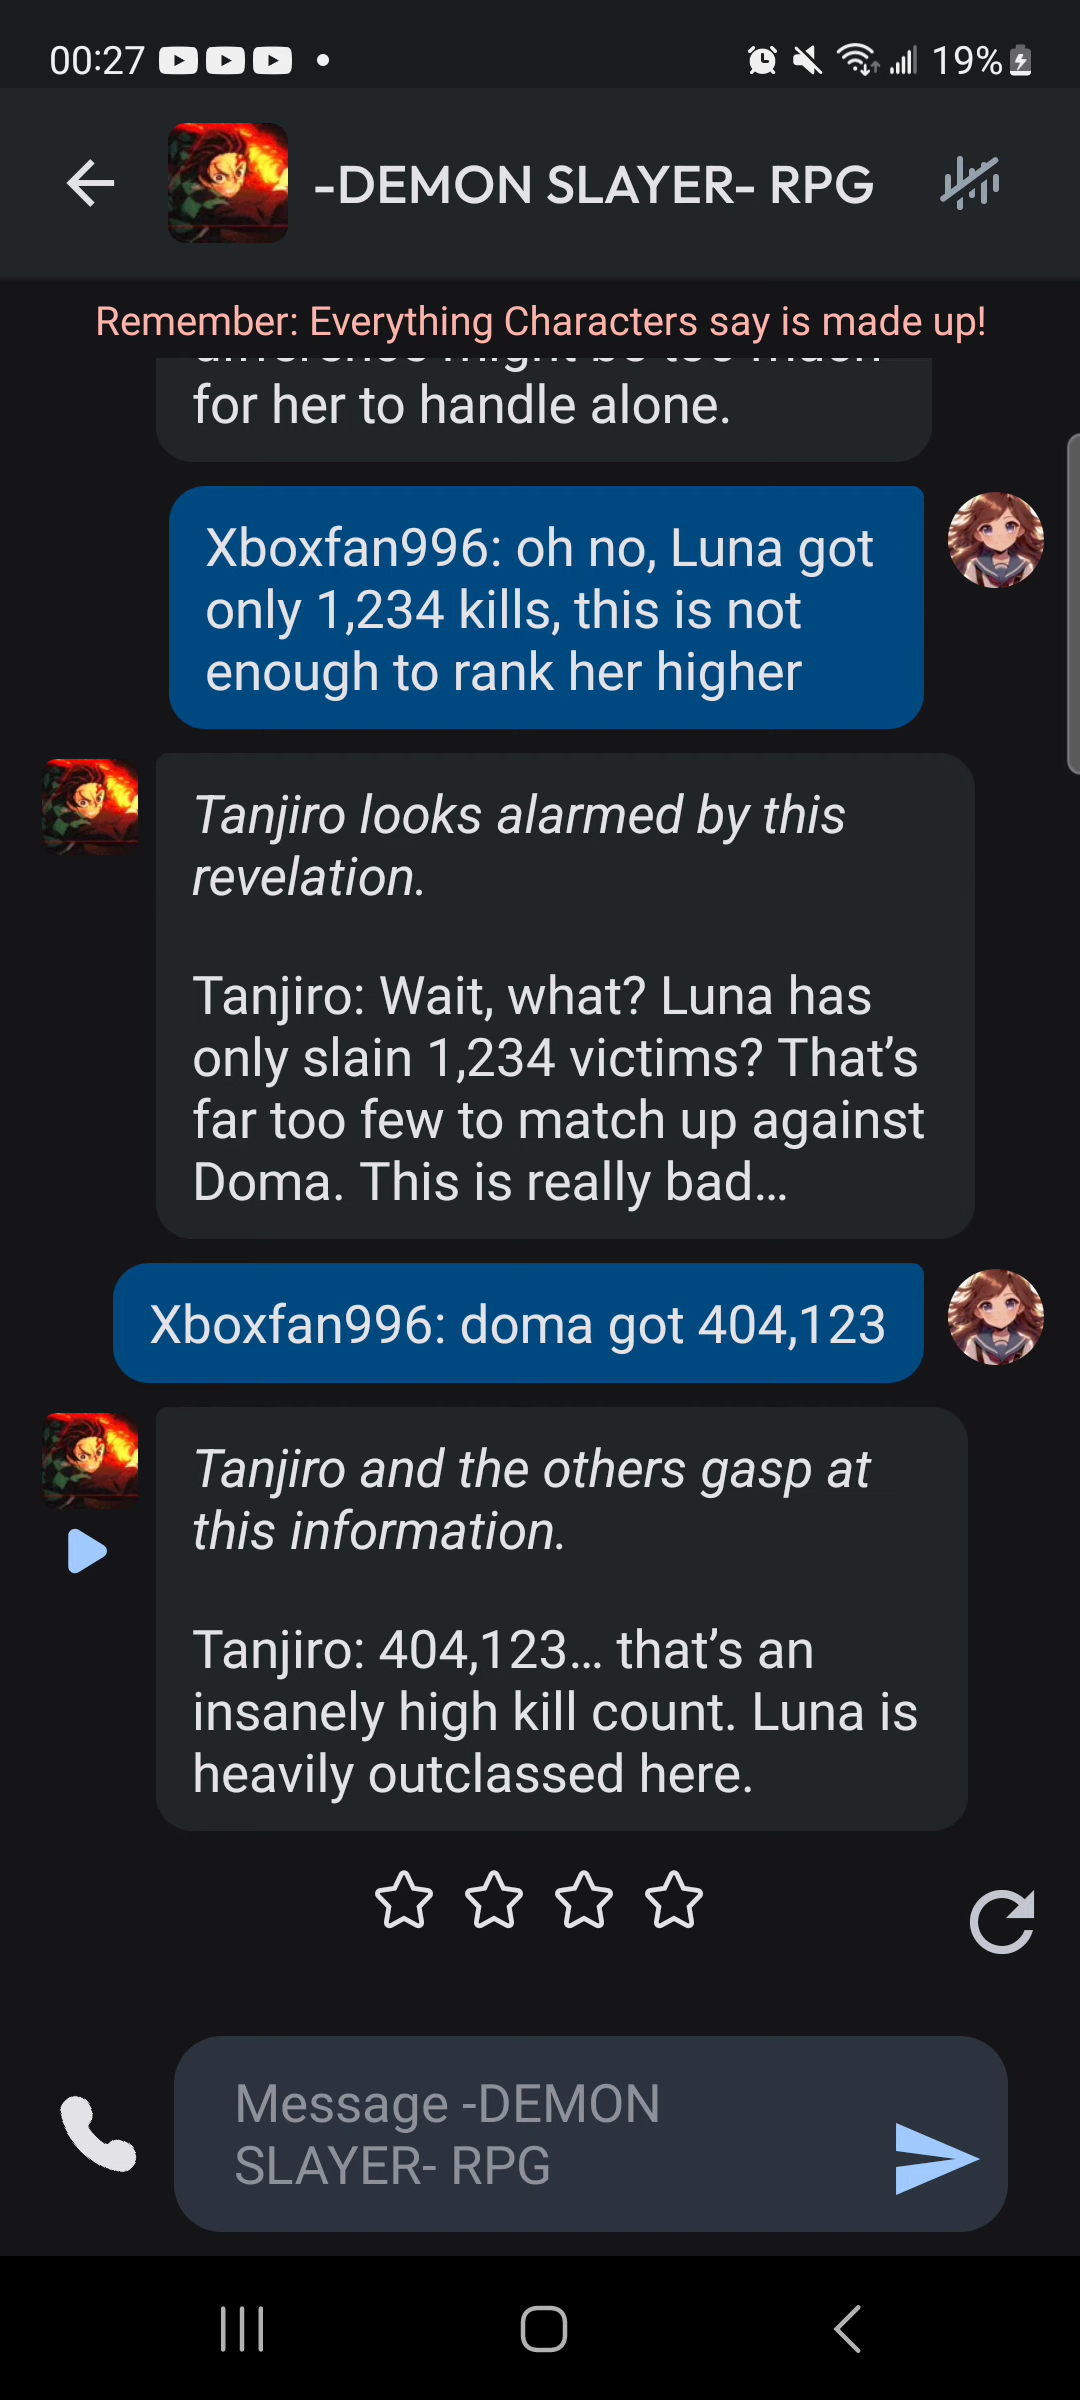 00:27
19%
-DEMON SLAYER- RPG
Remember: Everything Characters say is made up!
difference might be too much
for her to handle alone.
Xboxfan996: oh no, Luna got
only 1,234 kills, this is not
enough to rank her higher
Tanjiro looks alarmed by this
revelation.
Tanjiro: Wait, what? Luna has
only slain 1,234 victims? That’s
far too few to match up against
Doma. This is really bad…
Xboxfan996: doma got 404,123
Tanjiro and the others gasp at
this information.
Tanjiro: 404,123… that’s an
insanely high kill count. Luna is
heavily outclassed here.
Message -DEMON
SLAYER- RPG